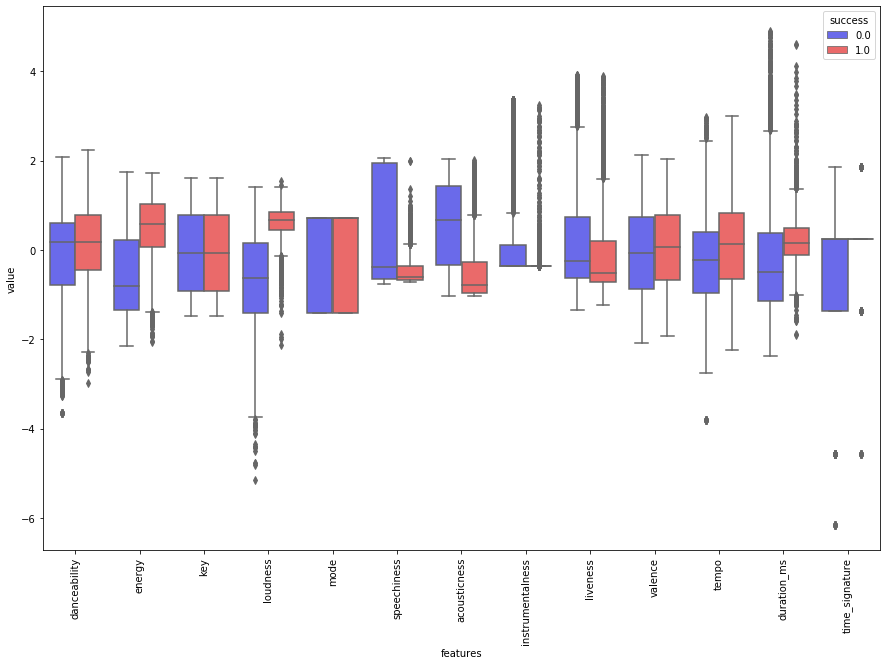 success
0.0
1.0
4
2
0
−2
−4
−6
value
danceability
energy
key
loudness
mode
speechiness
acousticness
instrumentalness
liveness
valence
tempo
duration_ms
time_signature
features